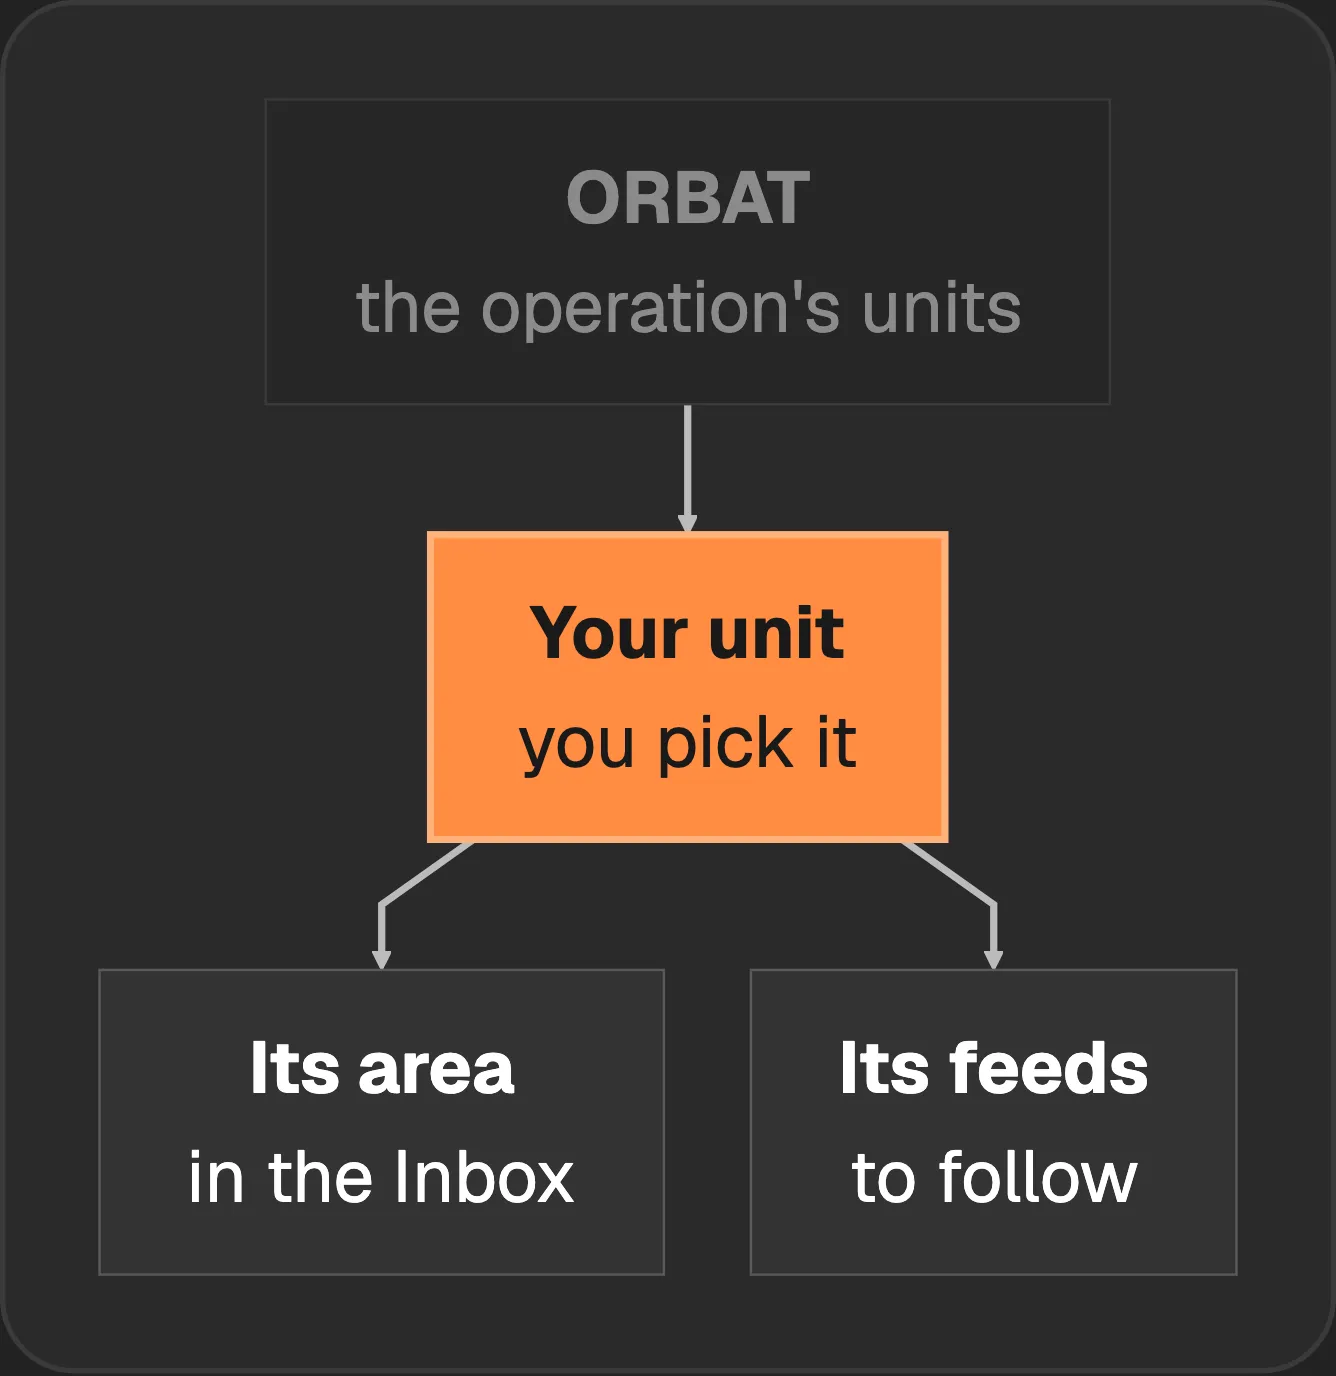 ORBAT
the operation's units
Your unit
you pick it
Its area
in the Inbox
Its feeds
to follow